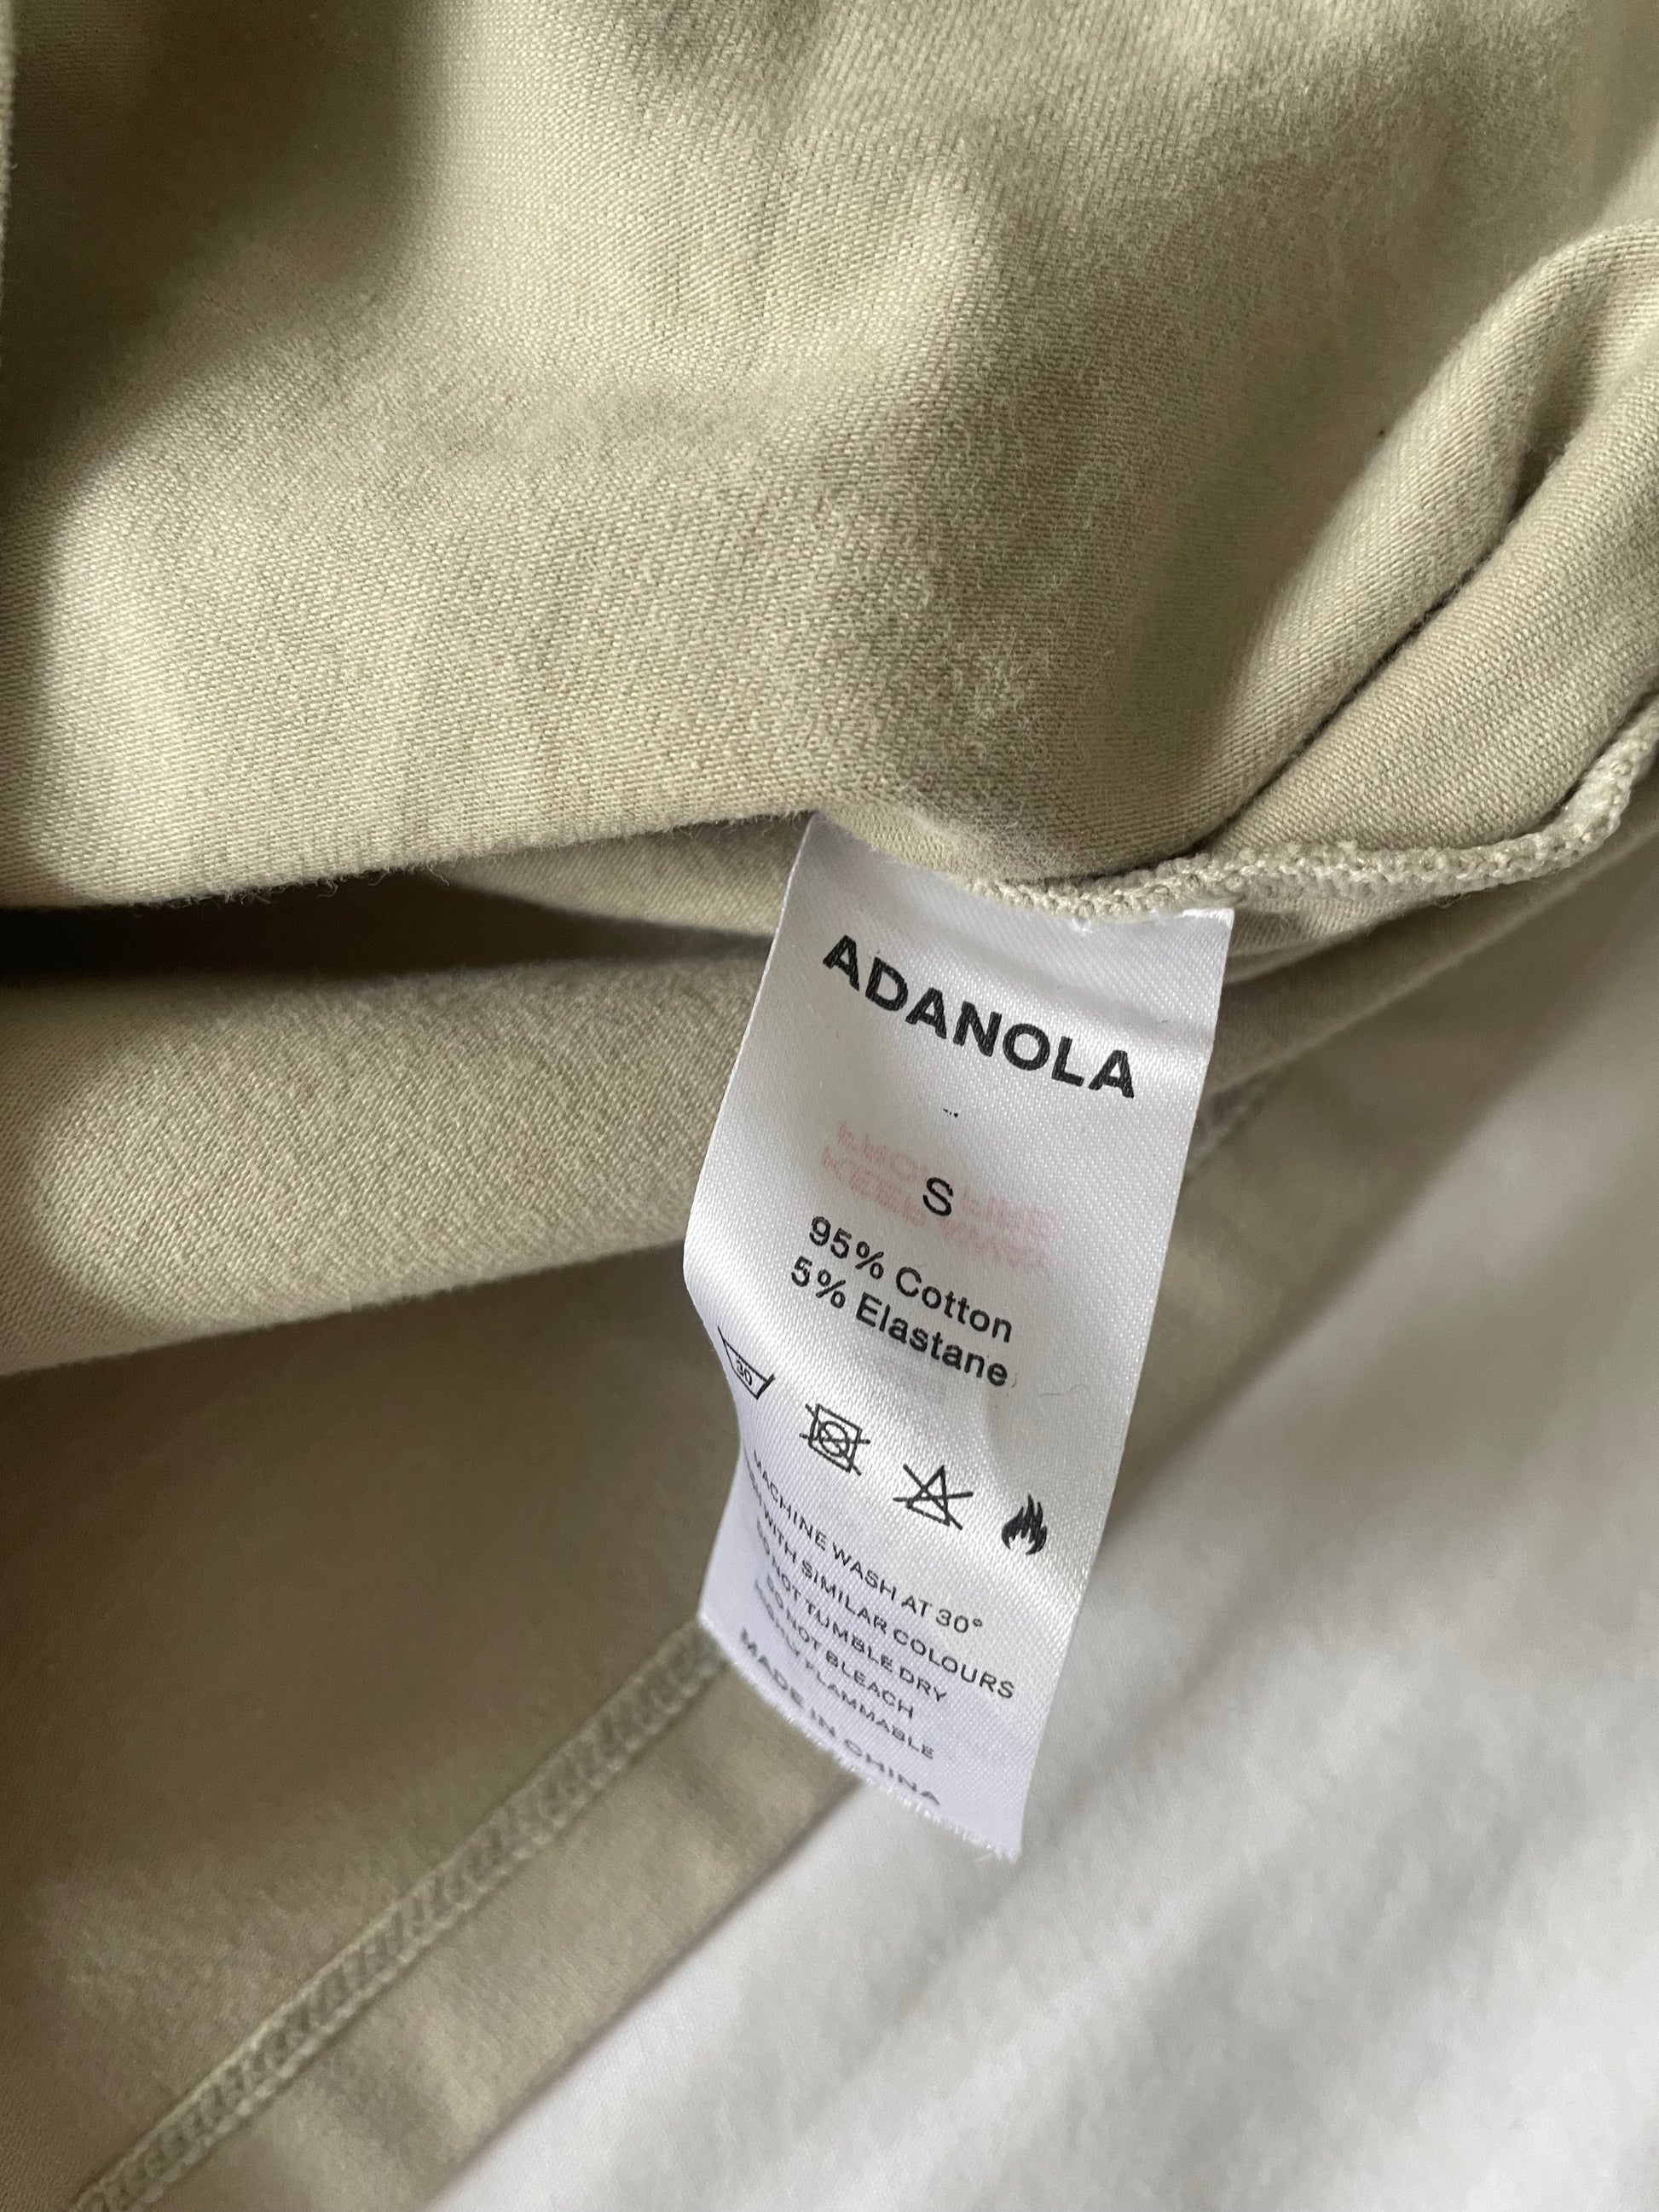 ADANOLA
S
95% Cotton
5% Elastane
30
MACHINE WASH AT 30°
WITH SIMILAR COLOURS
DO NOT TUMBLE DRY
DO NOT BLEACH
FLAMMABLE
MADE IN CHINA